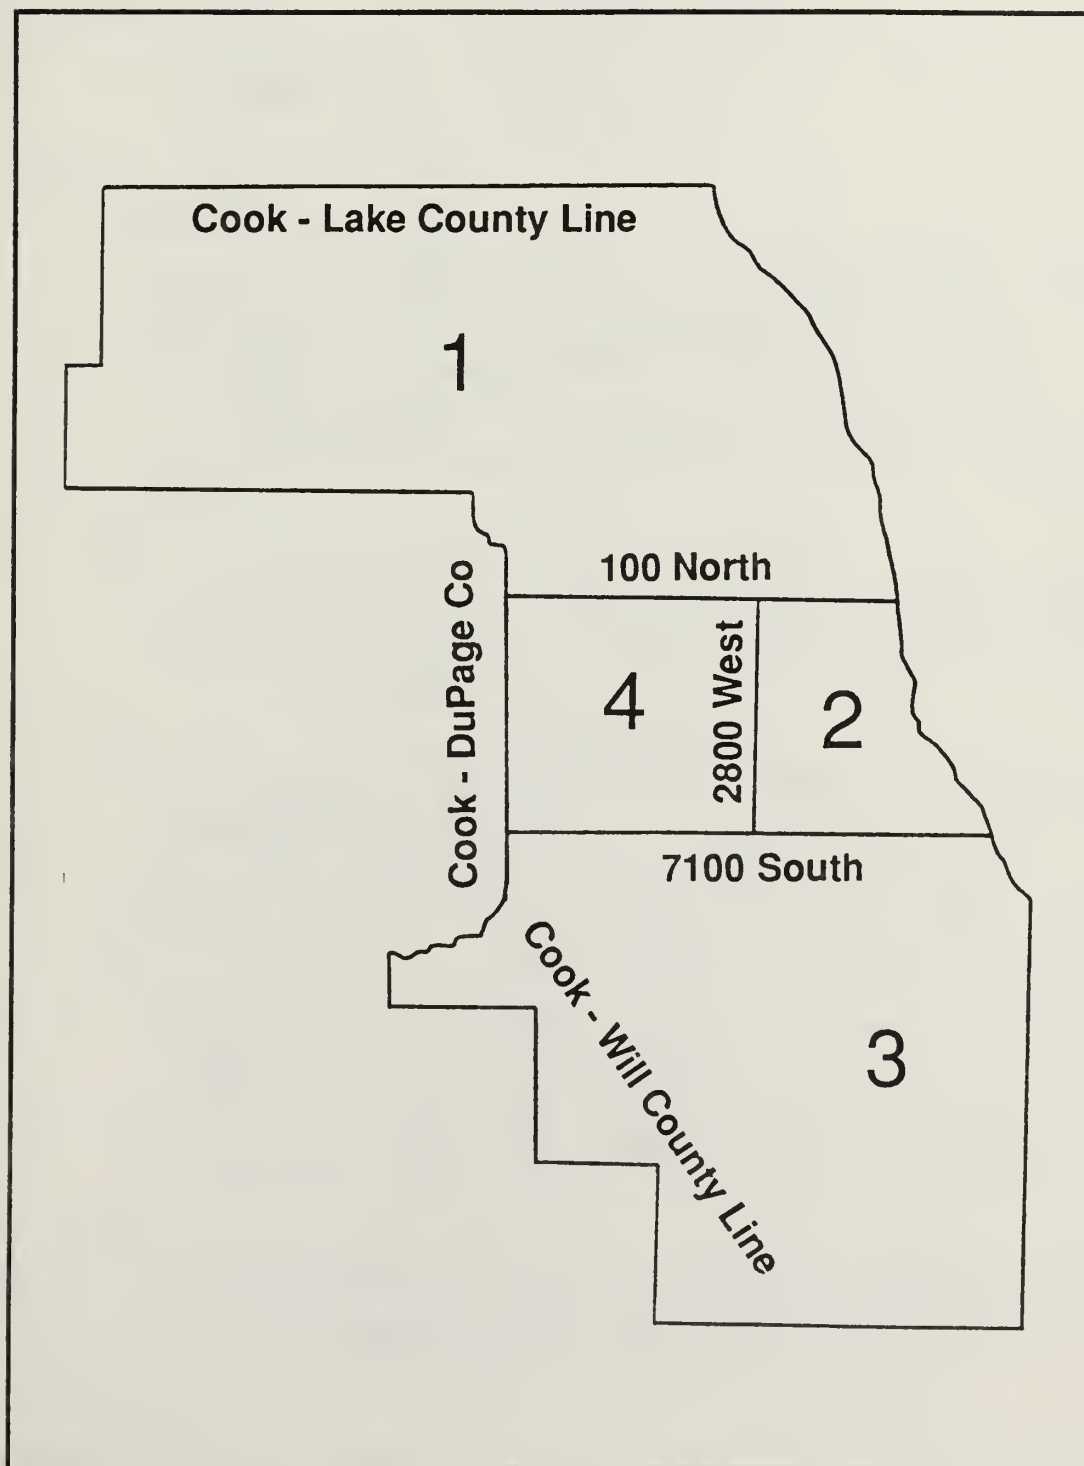 Cook - Lake County Line
1
100 North
Cook - DuPage Co
4
2800 West
2
7100 South
Cook - Will County Line
3